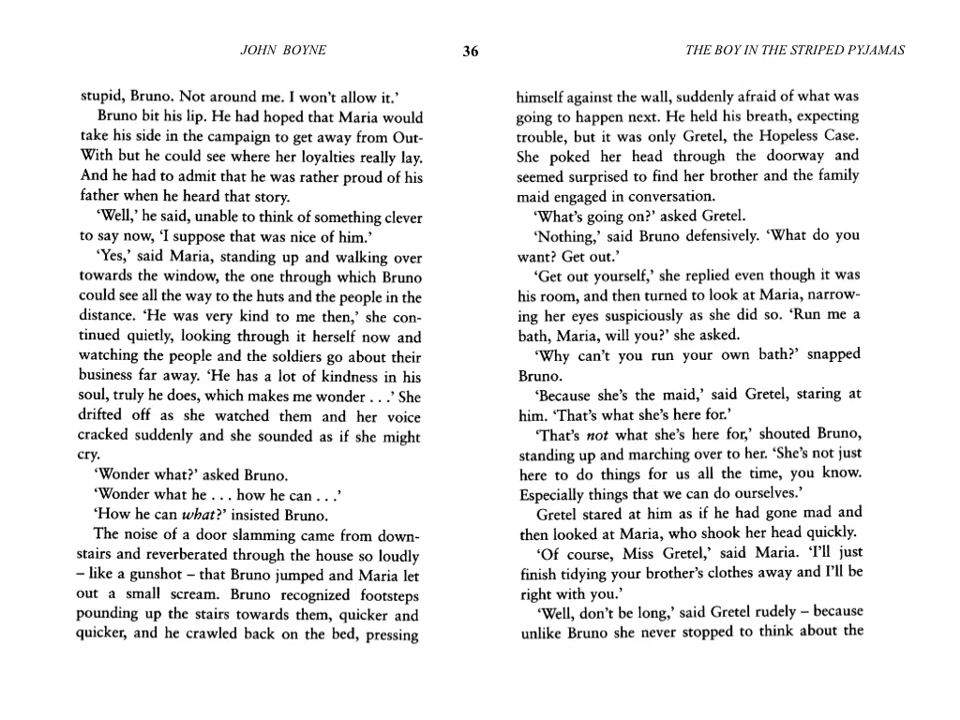 JOHN BOYNE
36
THE BOY IN THE STRIPED PYJAMAS
stupid, Bruno. Not around me. I won't allow it.'
Bruno bit his lip. He had hoped that Maria would
take his side in the campaign to get away from Out-
With but he could see where her loyalties really lay.
And he had to admit that he was rather proud of his
father when he heard that story.
'Well,' he said, unable to think of something clever
to say now, 'I suppose that was nice of him.'
'Yes,' said Maria, standing up and walking over
towards the window, the one through which Bruno
could see all the way to the huts and the people in the
distance. 'He was very kind to me then,' she con-
tinued quietly, looking through it herself now and
watching the people and the soldiers go about their
business far away. 'He has a lot of kindness in his
soul, truly he does, which makes me wonder . . .' She
drifted off as she watched them and her voice
cracked suddenly and she sounded as if she might
cry.
'Wonder what?' asked Bruno.
'Wonder what he . . . how he can . . .'
'How he can what?' insisted Bruno.
The noise of a door slamming came from down-
stairs and reverberated through the house so loudly
– like a gunshot – that Bruno jumped and Maria let
out a small scream. Bruno recognized footsteps
pounding up the stairs towards them, quicker and
quicker, and he crawled back on the bed, pressing
himself against the wall, suddenly afraid of what was
going to happen next. He held his breath, expecting
trouble, but it was only Gretel, the Hopeless Case.
She poked her head through the doorway and
seemed surprised to find her brother and the family
maid engaged in conversation.
'What's going on?' asked Gretel.
'Nothing,' said Bruno defensively. 'What do you
want? Get out.'
'Get out yourself,' she replied even though it was
his room, and then turned to look at Maria, narrow-
ing her eyes suspiciously as she did so. 'Run me a
bath, Maria, will you?' she asked.
'Why can't you run your own bath?' snapped
Bruno.
'Because she's the maid,' said Gretel, staring at
him. 'That's what she's here for.'
'That's not what she's here for,' shouted Bruno,
standing up and marching over to her. 'She's not just
here to do things for us all the time, you know.
Especially things that we can do ourselves.'
Gretel stared at him as if he had gone mad and
then looked at Maria, who shook her head quickly.
'Of course, Miss Gretel,' said Maria. 'I'll just
finish tidying your brother's clothes away and I'll be
right with you.'
'Well, don't be long,' said Gretel rudely – because
unlike Bruno she never stopped to think about the